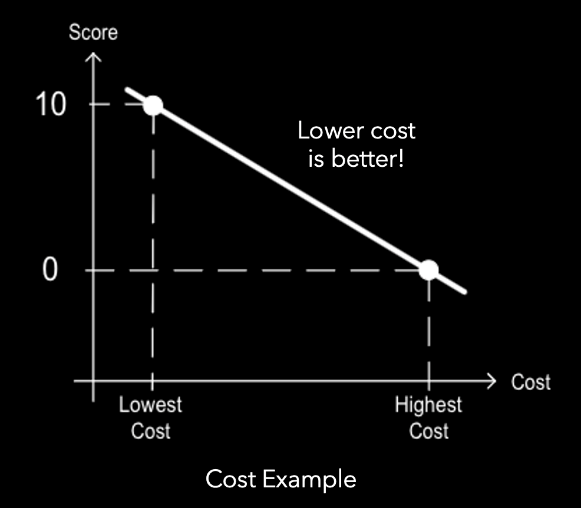 Score
10
Lower cost
is better!
0
Cost
Lowest
Cost
Highest
Cost
Cost Example